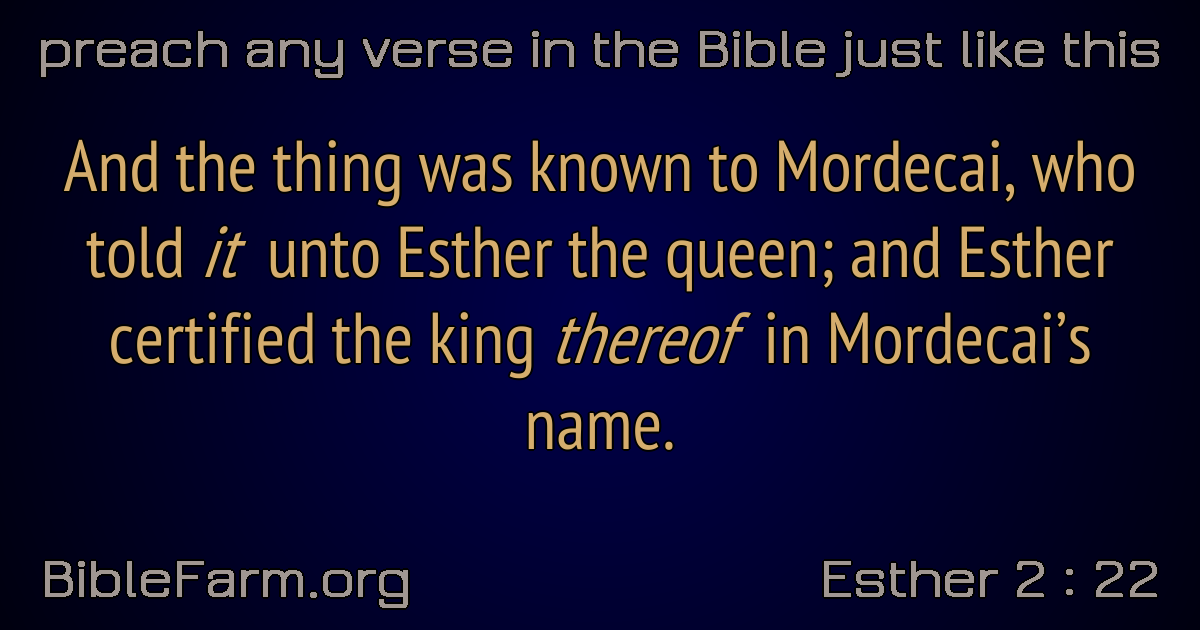 preach any verse in the Bible just like this
And the thing was known to Mordecai, who
told it unto Esther the queen; and Esther
certified the king thereof in Mordecai’s
name.
BibleFarm.org
Esther 2 : 22